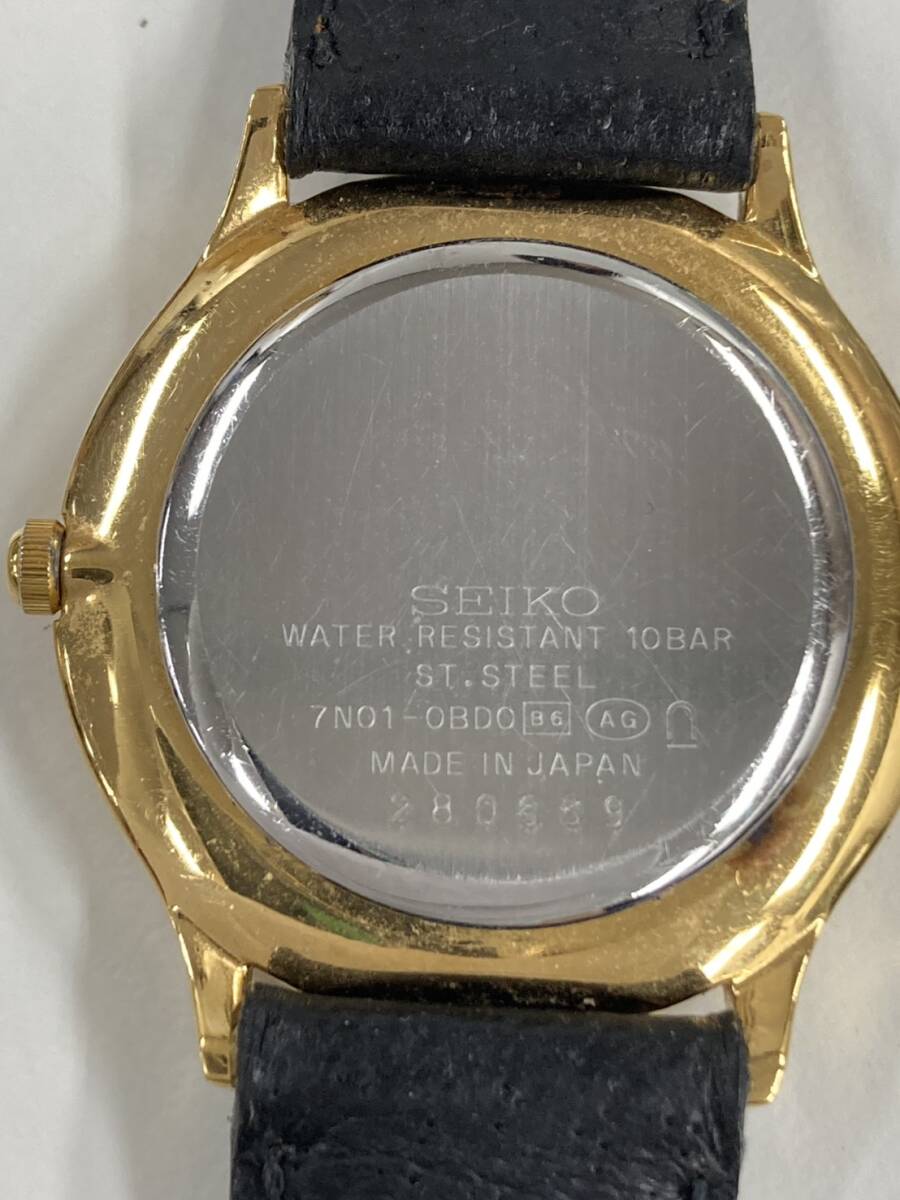 SEIKO
WATER RESISTANT 10BAR
ST.STEEL
7N01-0BD0 B6 AG
MADE IN JAPAN